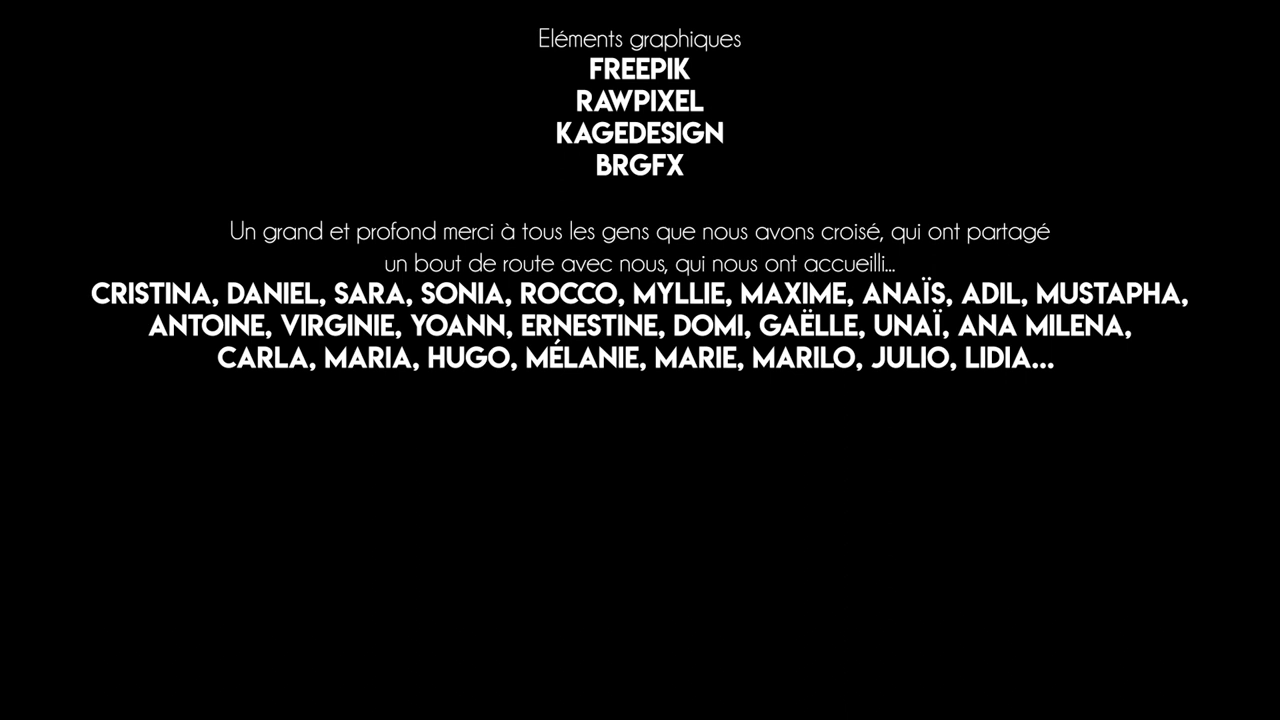 Eléments graphiques
FREEPIK
RAWPIXEL
KAGEDESIGN
BRGFX
Un grand et profond merci à tous les gens que nous avons croisé, qui ont partagé
un bout de route avec nous, qui nous ont accueilli...
CRISTINA, DANIEL, SARA, SONIA, ROCCO, MYLLIE, MAXIME, ANAÏS, ADIL, MUSTAPHA,
ANTOINE, VIRGINIE, YOANN, ERNESTINE, DOMI, GAËLLE, UNAÏ, ANA MILENA,
CARLA, MARIA, HUGO, MÉLANIE, MARIE, MARILO, JULIO, LIDIA...